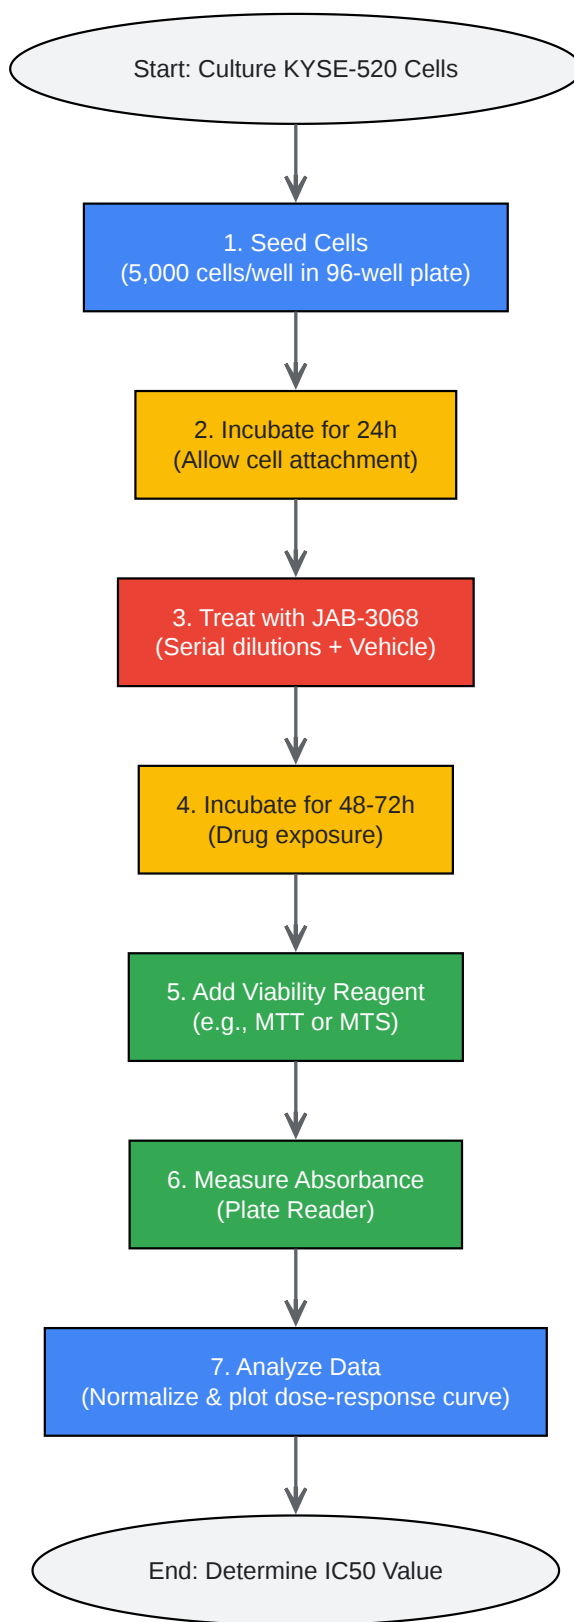 Start: Culture KYSE-520 Cells
1. Seed Cells
(5,000 cells/well in 96-well plate)
2. Incubate for 24h
(Allow cell attachment)
3. Treat with JAB-3068
(Serial dilutions + Vehicle)
4. Incubate for 48-72h
(Drug exposure)
5. Add Viability Reagent
(e.g., MTT or MTS)
6. Measure Absorbance
(Plate Reader)
7. Analyze Data
(Normalize & plot dose-response curve)
End: Determine IC50 Value